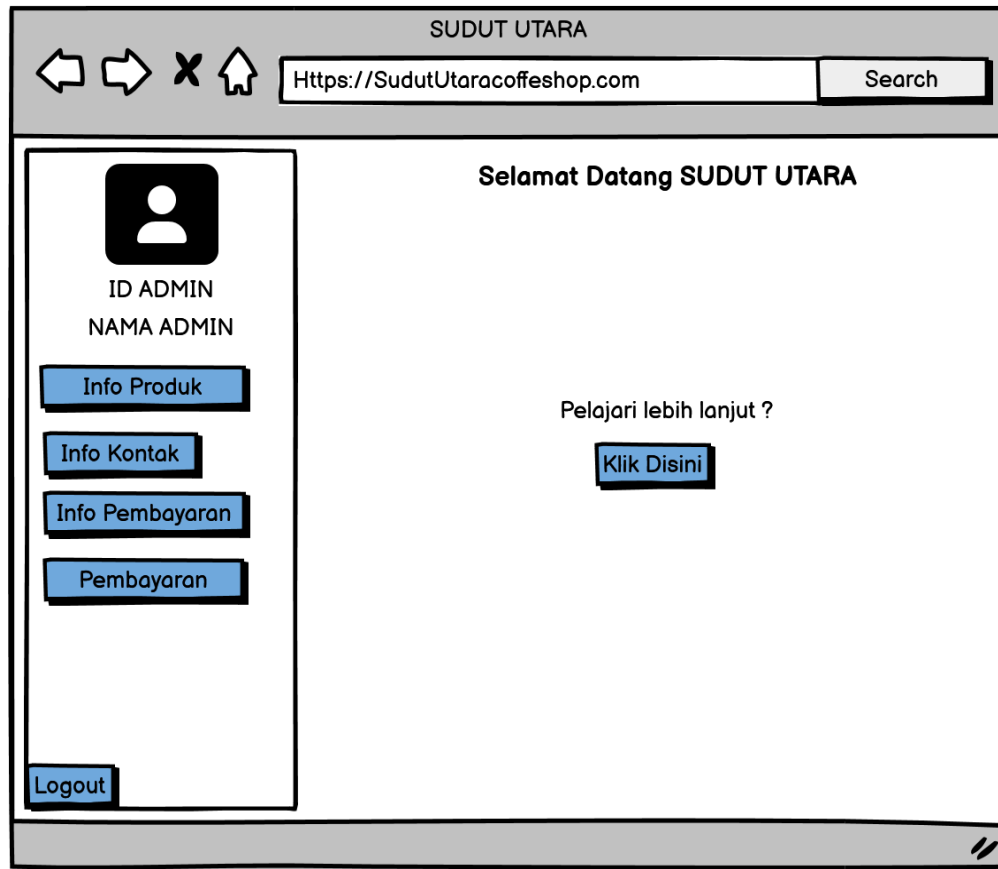 SUDUT UTARA
Https://SudutUtaracoffeshop.com
Search
Selamat Datang SUDUT UTARA
ID ADMIN
NAMA ADMIN
Info Produk
Info Kontak
Info Pembayaran
Pembayaran
Logout
Pelajari lebih lanjut ?
Klik Disini